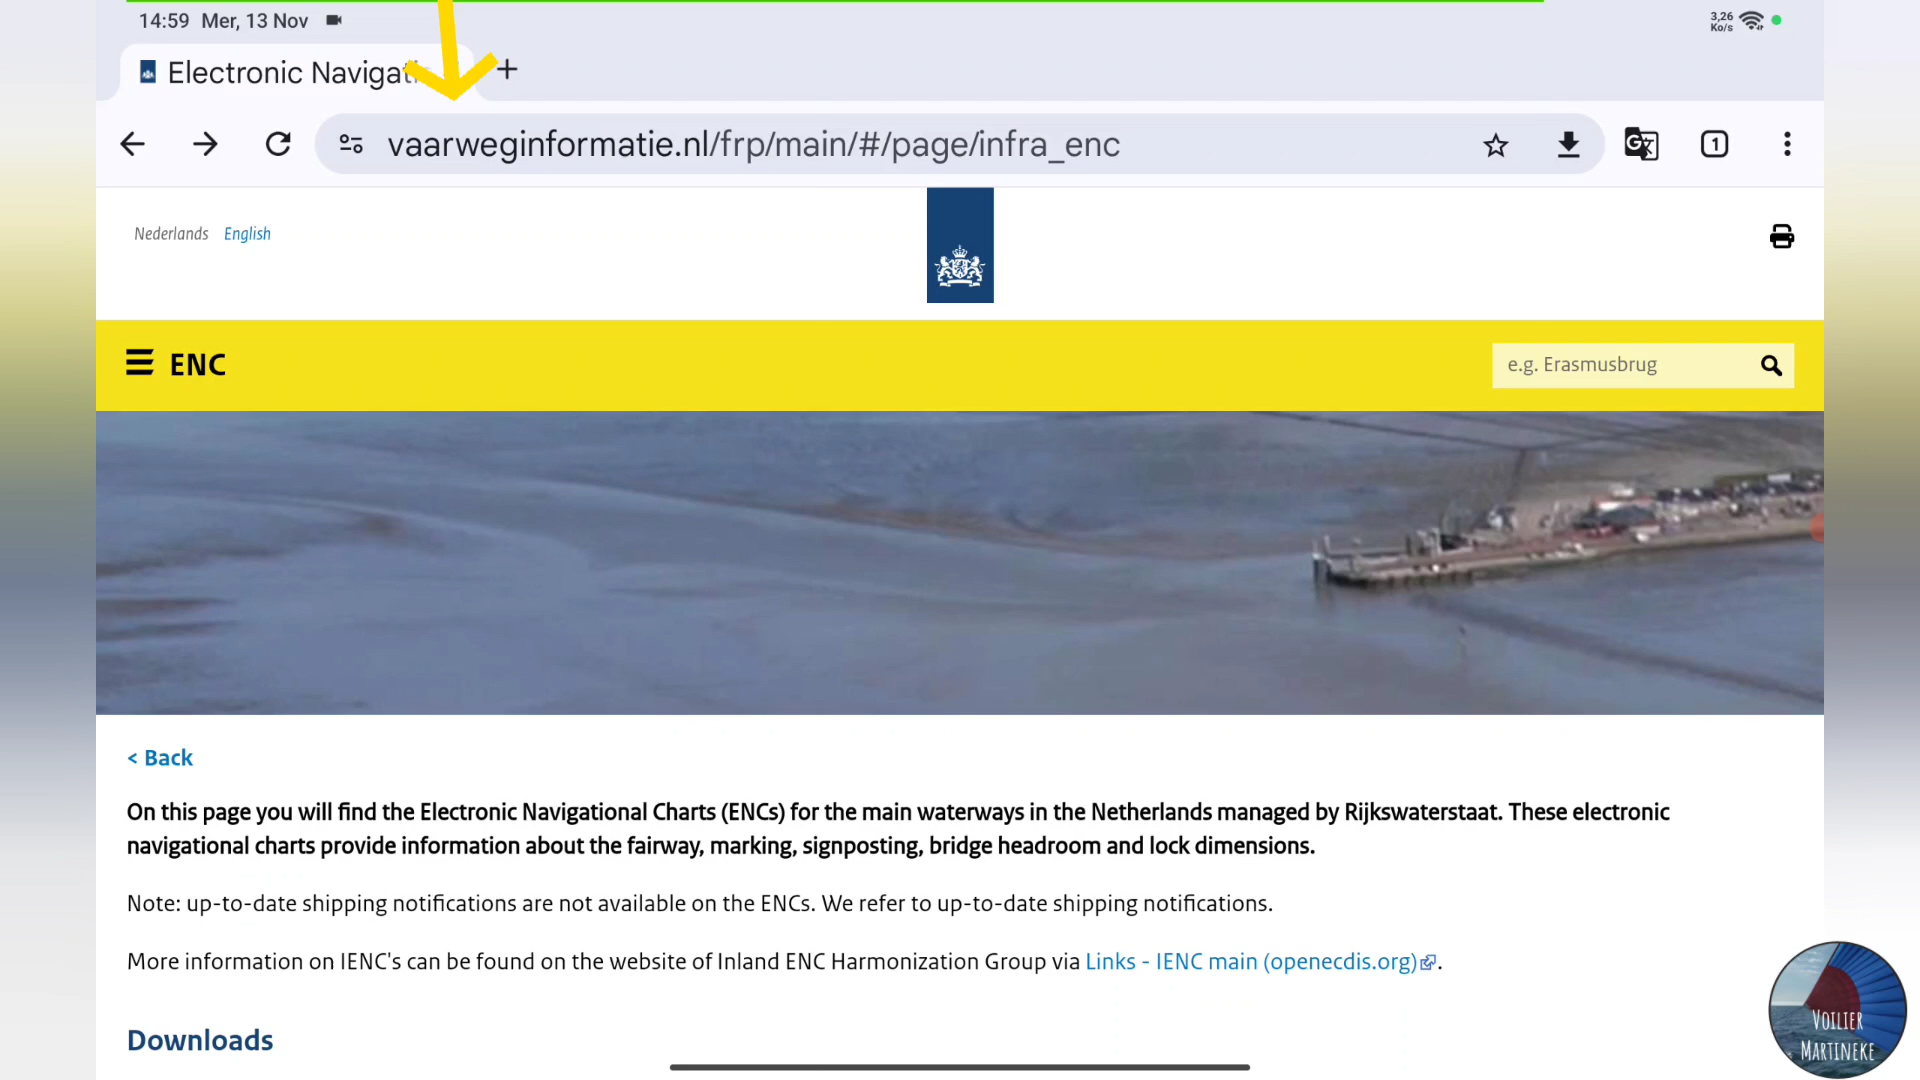 14:59 Mer, 13 Nov
3,26
Ko/s
Electronic Navigati
vaarweginformatie.nl/frp/main/#/page/infra_enc
1
Nederlands English
ENC
e.g. Erasmusbrug
< Back
On this page you will find the Electronic Navigational Charts (ENCs) for the main waterways in the Netherlands managed by Rijkswaterstaat. These electronic
navigational charts provide information about the fairway, marking, signposting, bridge headroom and lock dimensions.
Note: up-to-date shipping notifications are not available on the ENCs. We refer to up-to-date shipping notifications.
More information on IENC's can be found on the website of Inland ENC Harmonization Group via Links - IENC main (openecdis.org).
Downloads
VOILIER
MARTINEKE